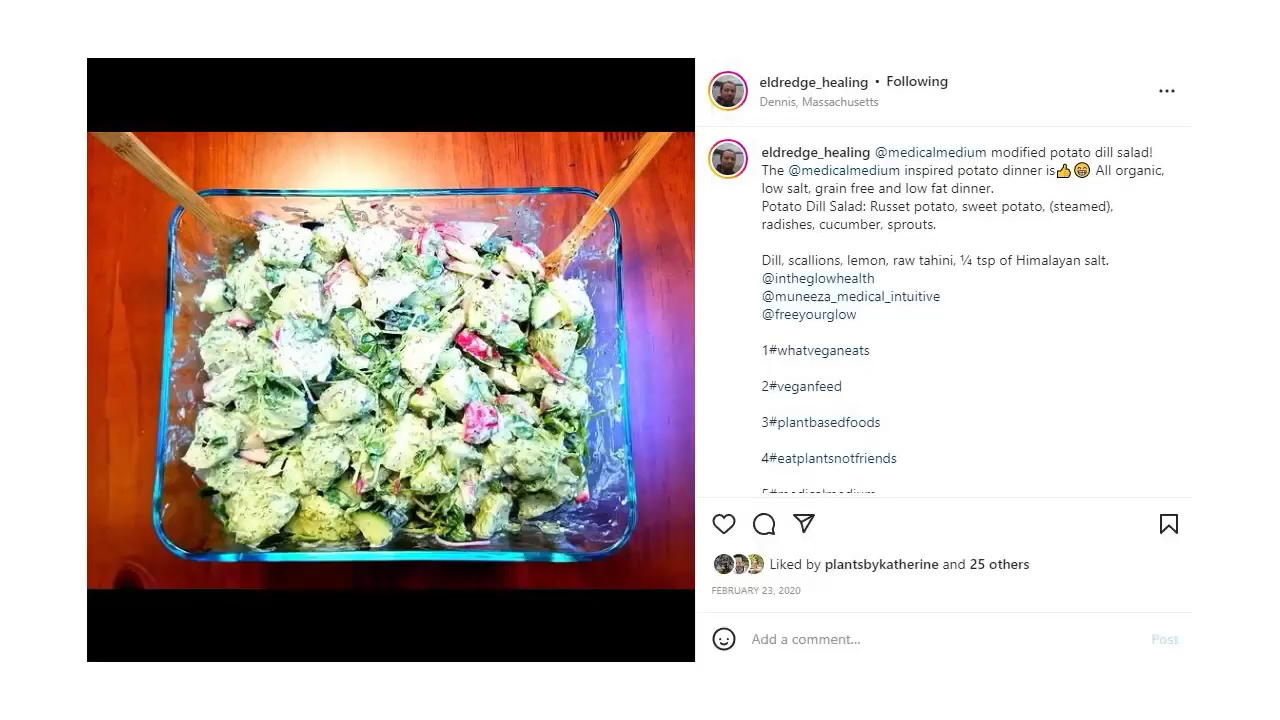 eldredge_healing • Following
Dennis, Massachusetts
eldredge_healing @medicalmedium modified potato dill salad!
The @medicalmedium inspired potato dinner is👍😁 All organic,
low salt, grain free and low fat dinner.
Potato Dill Salad: Russet potato, sweet potato, (steamed),
radishes, cucumber, sprouts.
Dill, scallions, lemon, raw tahini, ¼ tsp of Himalayan salt.
@intheglowhealth
@muneeza_medical_intuitive
@freeyourglow
1#whatveganeats
2#veganfeed
3#plantbasedfoods
4#eatplantsnotfriends
5#medicalmedium
Liked by plantsbykatherine and 25 others
FEBRUARY 23, 2020
Add a comment...
Post